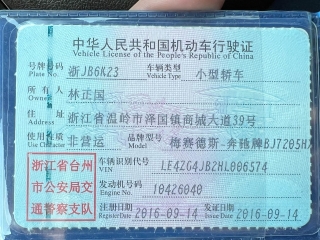 中华人民共和国机动车行驶证
Vehicle License of the People's Republic of China
号牌号码 浙JB6K23 车辆类型 小型轿车
Plate No. Vehicle Type
所有人 林正国
Owner
住址 浙江省温岭市泽国镇商城大道39号
Address
使用性质 非营运 品牌型号 梅赛德斯-奔驰牌BJ7205HX
Use Character Model
浙江省台州 车辆识别代号 LE4ZG4JB2HL006574
VIN
市公安局交 发动机号码 10426040
Engine No.
通警察支队 注册日期 2016-09-14 发证日期 2016-09-14
Register Date Issue Date